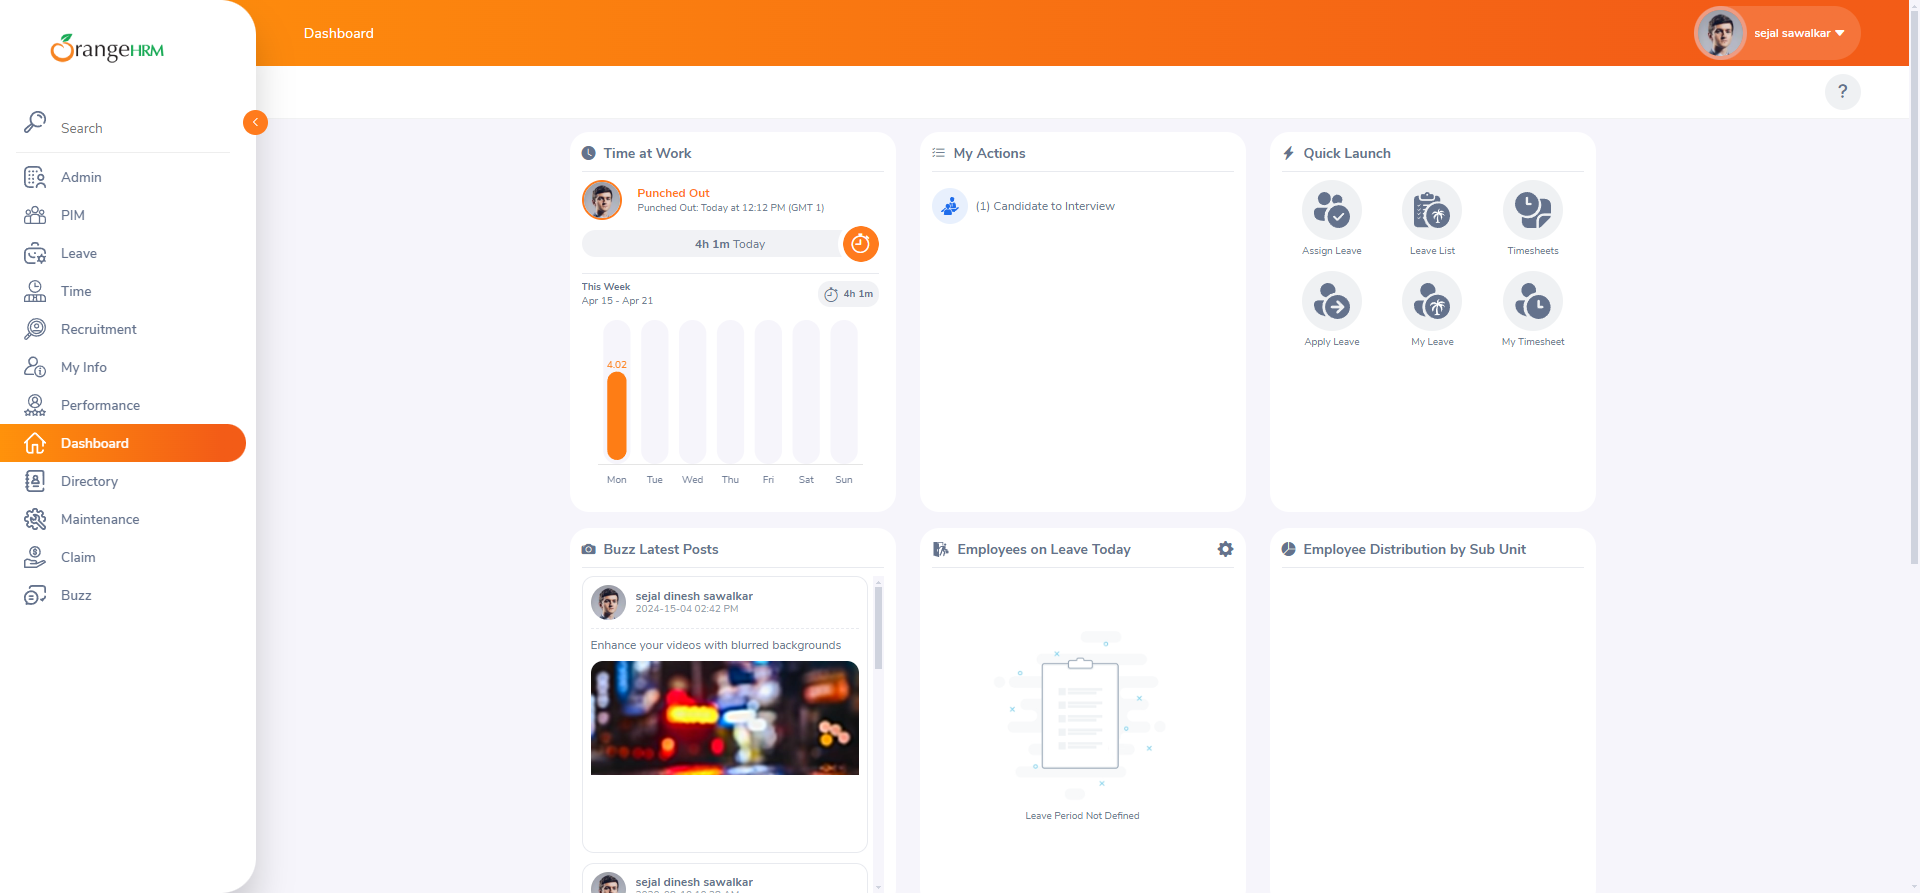 OrangeHRM
Search
Admin
PIM
Leave
Time
Recruitment
My Info
Performance
Dashboard
Directory
Maintenance
Claim
Buzz
Dashboard
sejal sawalkar
?
Time at Work
Punched Out
Punched Out: Today at 12:12 PM (GMT 1)
4h 1m Today
This Week
Apr 15 - Apr 21
4h 1m
4.02
Mon Tue Wed Thu Fri Sat Sun
My Actions
(1) Candidate to Interview
Quick Launch
Assign Leave
Leave List
Timesheets
Apply Leave
My Leave
My Timesheet
Buzz Latest Posts
sejal dinesh sawalkar
2024-15-04 02:42 PM
Enhance your videos with blurred backgrounds
sejal dinesh sawalkar
Employees on Leave Today
Leave Period Not Defined
Employee Distribution by Sub Unit